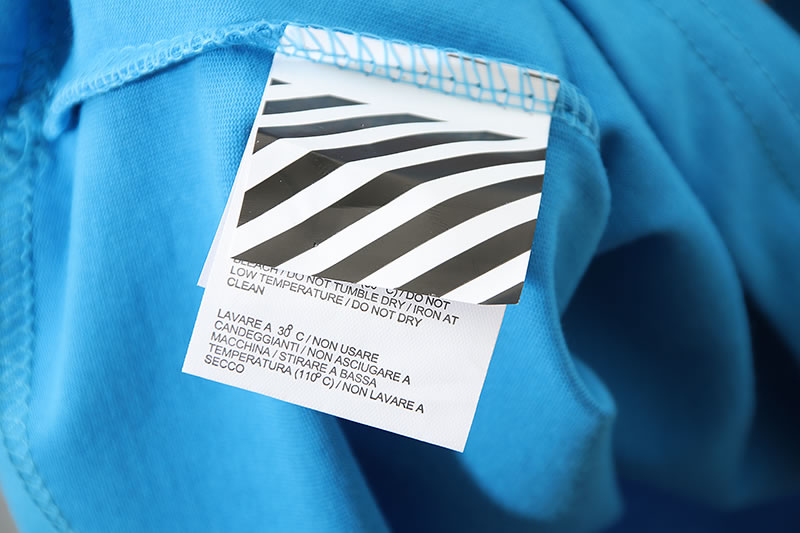 BLEACH / DO NOT TUMBLE DRY / IRON AT
LOW TEMPERATURE / DO NOT DRY
CLEAN
LAVARE A 30° C / NON USARE
CANDEGGIANTI / NON ASCIUGARE A
MACCHINA / STIRARE A BASSA
TEMPERATURA (110° C) / NON LAVARE A
SECCO